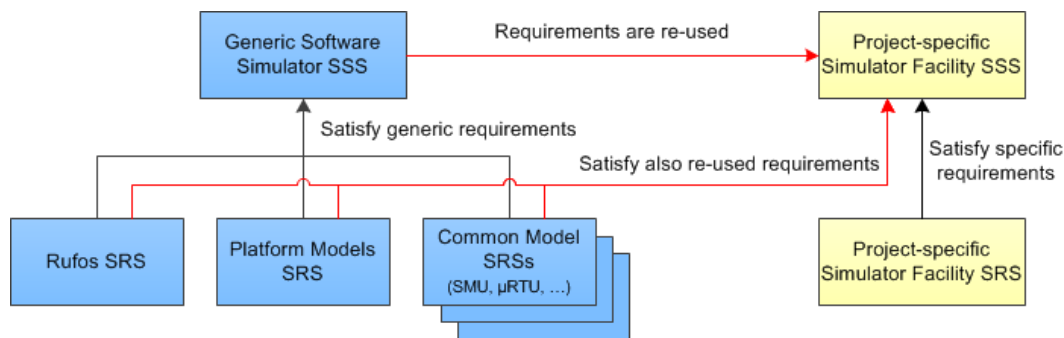 Generic Software
Simulator SSS
Requirements are re-used
Project-specific
Simulator Facility SSS
Satisfy generic requirements
Satisfy also re-used requirements
Satisfy specific
requirements
Rufos SRS
Platform Models
SRS
Common Model
SRSs
(SMU, µRTU, ...)
Project-specific
Simulator Facility SRS